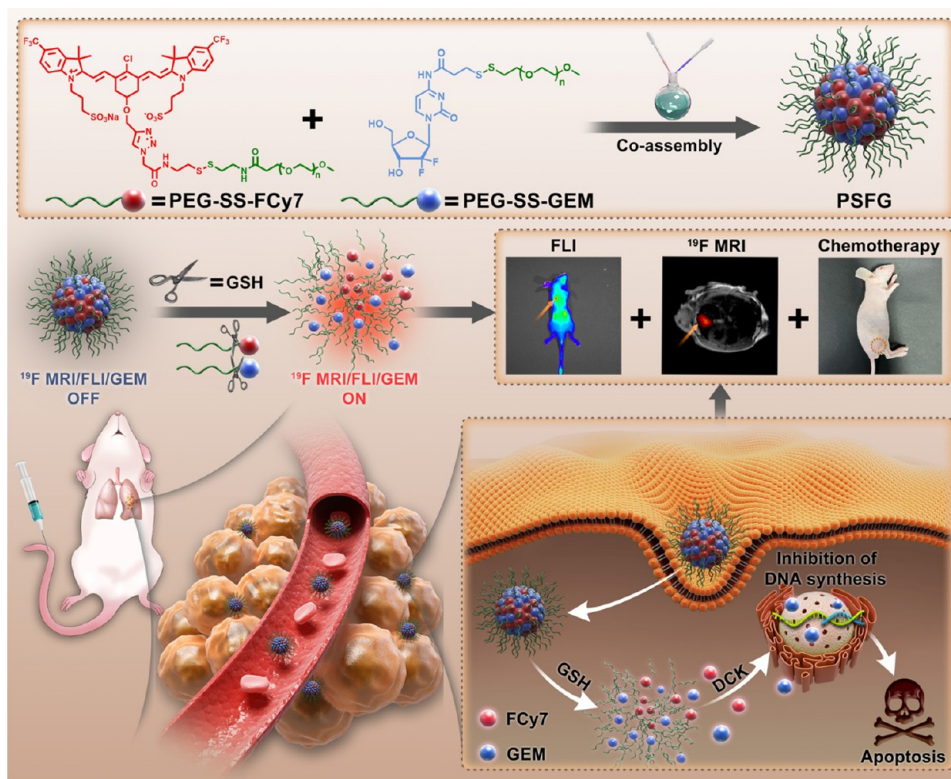 F₃C
CF₃
Cl
N⁺
N
SO₃Na
⁻O₃S
O
N
N
N
O
N
H
S
S
H
N
O
O
n
+
O
HN
S
S
O
n
N
N
O
HO
O
HO
F
F
Co-assembly
=PEG-SS-FCy7
=PEG-SS-GEM
PSFG
=GSH
¹⁹F MRI/FLI/GEM
OFF
¹⁹F MRI/FLI/GEM
ON
FLI
¹⁹F MRI
Chemotherapy
+
+
Inhibition of
DNA synthesis
GSH
DCK
FCy7
GEM
Apoptosis